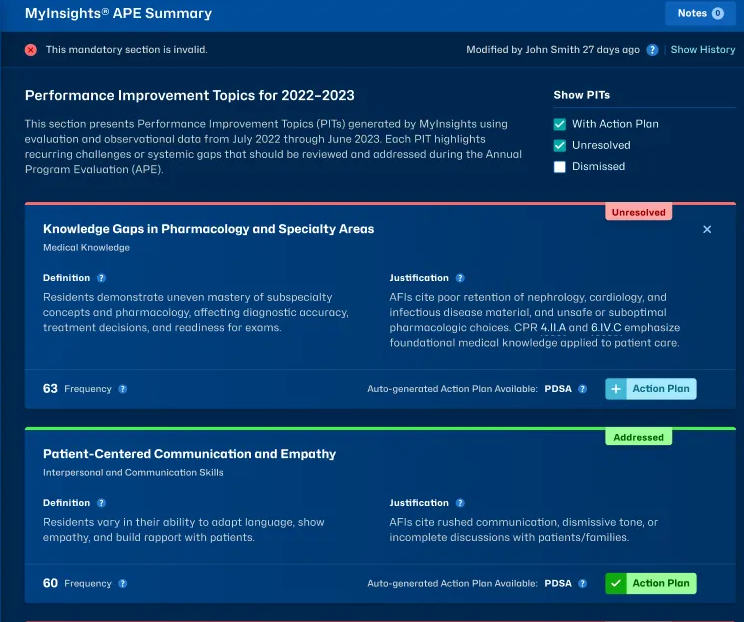 MyInsights® APE Summary
Notes 0
This mandatory section is invalid.
Modified by John Smith 27 days ago ? | Show History
Performance Improvement Topics for 2022–2023
This section presents Performance Improvement Topics (PITs) generated by MyInsights using
evaluation and observational data from July 2022 through June 2023. Each PIT highlights
recurring challenges or systemic gaps that should be reviewed and addressed during the Annual
Program Evaluation (APE).
Show PITs
With Action Plan
Unresolved
Dismissed
Unresolved
Knowledge Gaps in Pharmacology and Specialty Areas
Medical Knowledge
Definition ?
Residents demonstrate uneven mastery of subspecialty
concepts and pharmacology, affecting diagnostic accuracy,
treatment decisions, and readiness for exams.
Justification ?
AFIs cite poor retention of nephrology, cardiology, and
infectious disease material, and unsafe or suboptimal
pharmacologic choices. CPR 4.II.A and 6.IV.C emphasize
foundational medical knowledge applied to patient care.
63 Frequency ?
Auto-generated Action Plan Available: PDSA ?
+ Action Plan
Addressed
Patient-Centered Communication and Empathy
Interpersonal and Communication Skills
Definition ?
Residents vary in their ability to adapt language, show
empathy, and build rapport with patients.
Justification ?
AFIs cite rushed communication, dismissive tone, or
incomplete discussions with patients/families.
60 Frequency ?
Auto-generated Action Plan Available: PDSA ?
Action Plan